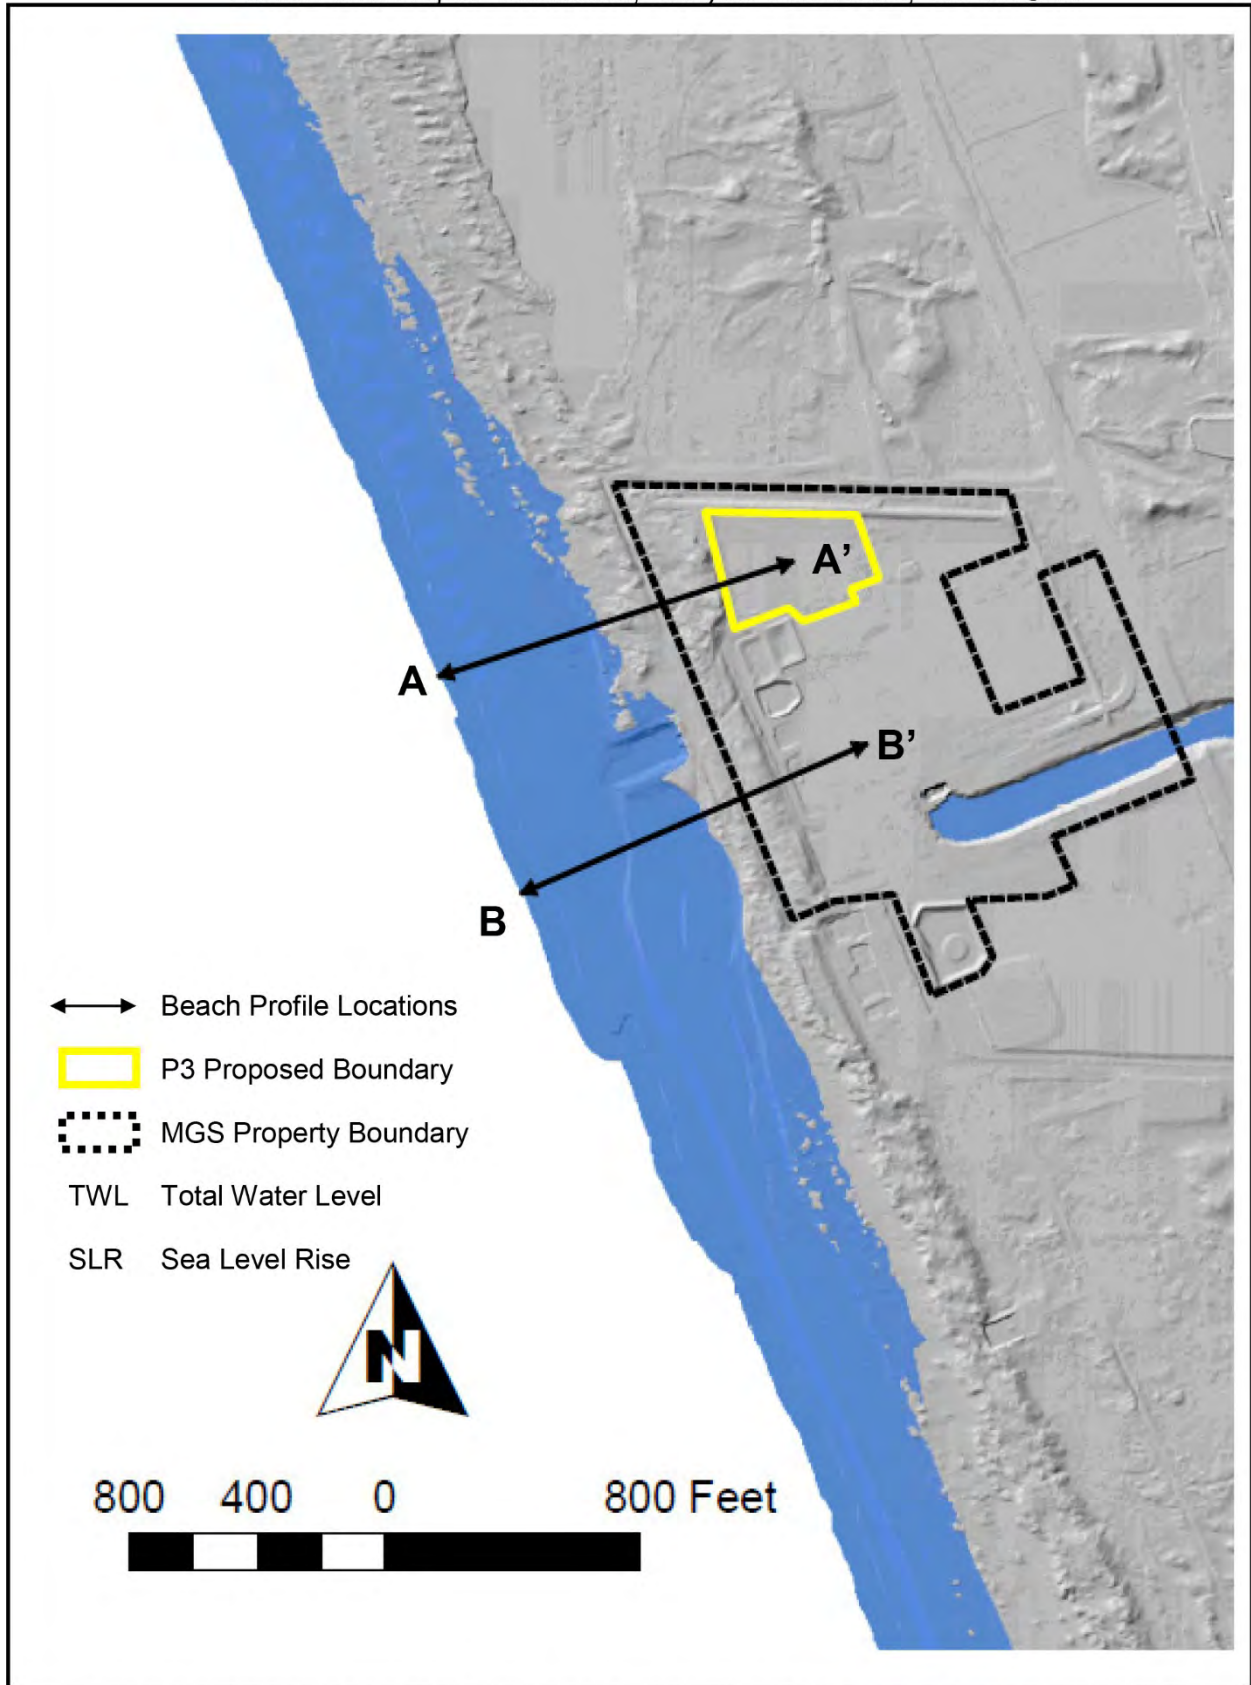 A'
A
B'
B
Beach Profile Locations
P3 Proposed Boundary
MGS Property Boundary
TWL Total Water Level
SLR Sea Level Rise
N
800 400 0 800 Feet